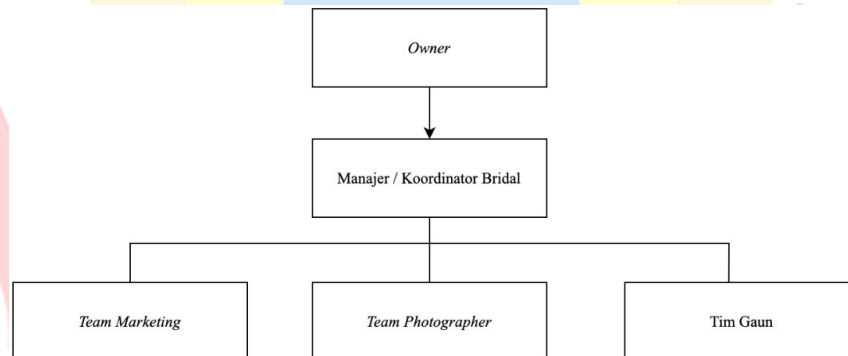 Owner
Manajer / Koordinator Bridal
Team Marketing
Team Photographer
Tim Gaun